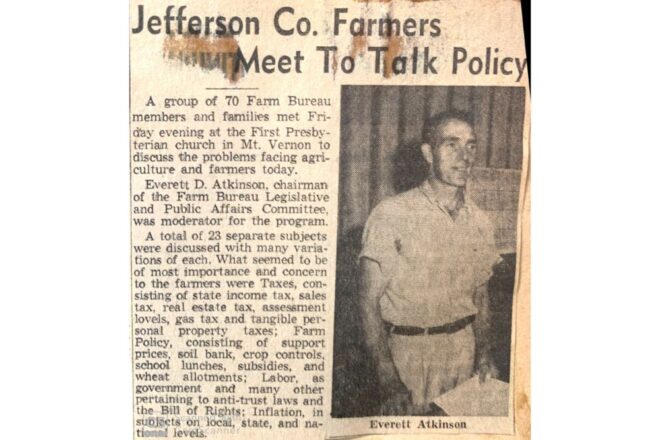 Jefferson Co. Farmers
Meet To Talk Policy
A group of 70 Farm Bureau
members and families met Fri-
day evening at the First Presby-
terian church in Mt. Vernon to
discuss the problems facing agri-
culture and farmers today.
Everett D. Atkinson, chairman
of the Farm Bureau Legislative
and Public Affairs Committee,
was moderator for the program.
A total of 23 separate subjects
were discussed with many varia-
tions of each. What seemed to be
of most importance and concern
to the farmers were Taxes, con-
sisting of state income tax, sales
tax, real estate tax, assessment
levels, gas tax and tangible per-
sonal property taxes; Farm
Policy, consisting of support
prices, soil bank, crop controls,
school lunches, subsidies, and
wheat allotments; Labor, as
government and many other
pertaining to anti-trust laws and
the Bill of Rights; Inflation, in
subjects on local, state, and na-
tional levels.
Everett Atkinson